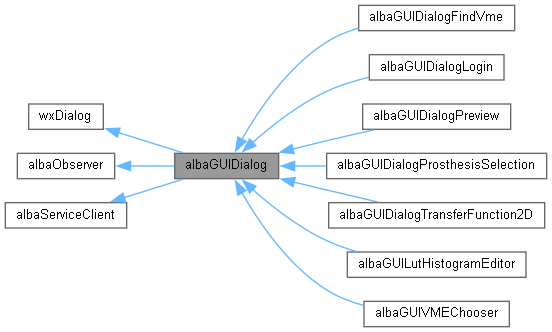 albaGUIDialogFindVme
albaGUIDialogLogin
wxDialog
albaGUIDialogPreview
albaObserver
albaGUIDialog
albaGUIDialogProsthesisSelection
albaServiceClient
albaGUIDialogTransferFunction2D
albaGUILutHistogramEditor
albaGUIVMEChooser